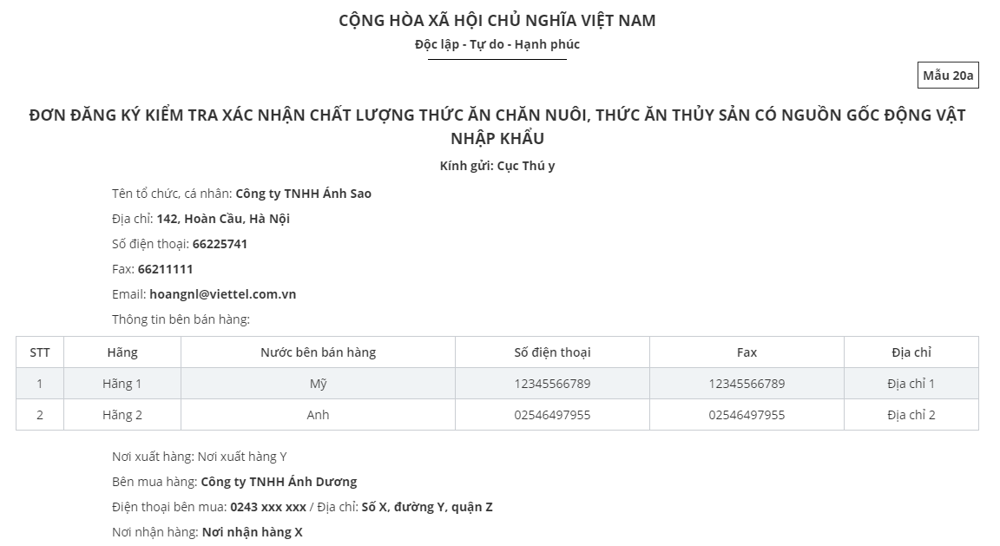 CỘNG HÒA XÃ HỘI CHỦ NGHĨA VIỆT NAM
Độc lập - Tự do - Hạnh phúc
Mẫu 20a
ĐƠN ĐĂNG KÝ KIỂM TRA XÁC NHẬN CHẤT LƯỢNG THỨC ĂN CHĂN NUÔI, THỨC ĂN THỦY SẢN CÓ NGUỒN GỐC ĐỘNG VẬT
NHẬP KHẨU
Kính gửi: Cục Thú y
Tên tổ chức, cá nhân: Công ty TNHH Ánh Sao
Địa chỉ: 142, Hoàn Cầu, Hà Nội
Số điện thoại: 66225741
Fax: 66211111
Email: hoangnl@viettel.com.vn
Thông tin bên bán hàng:
STT Hãng Nước bên bán hàng Số điện thoại Fax Địa chỉ
1 Hãng 1 Mỹ 12345566789 12345566789 Địa chỉ 1
2 Hãng 2 Anh 02546497955 02546497955 Địa chỉ 2
Nơi xuất hàng: Nơi xuất hàng Y
Bên mua hàng: Công ty TNHH Ánh Dương
Điện thoại bên mua: 0243 xxx xxx / Địa chỉ: Số X, đường Y, quận Z
Nơi nhận hàng: Nơi nhận hàng X